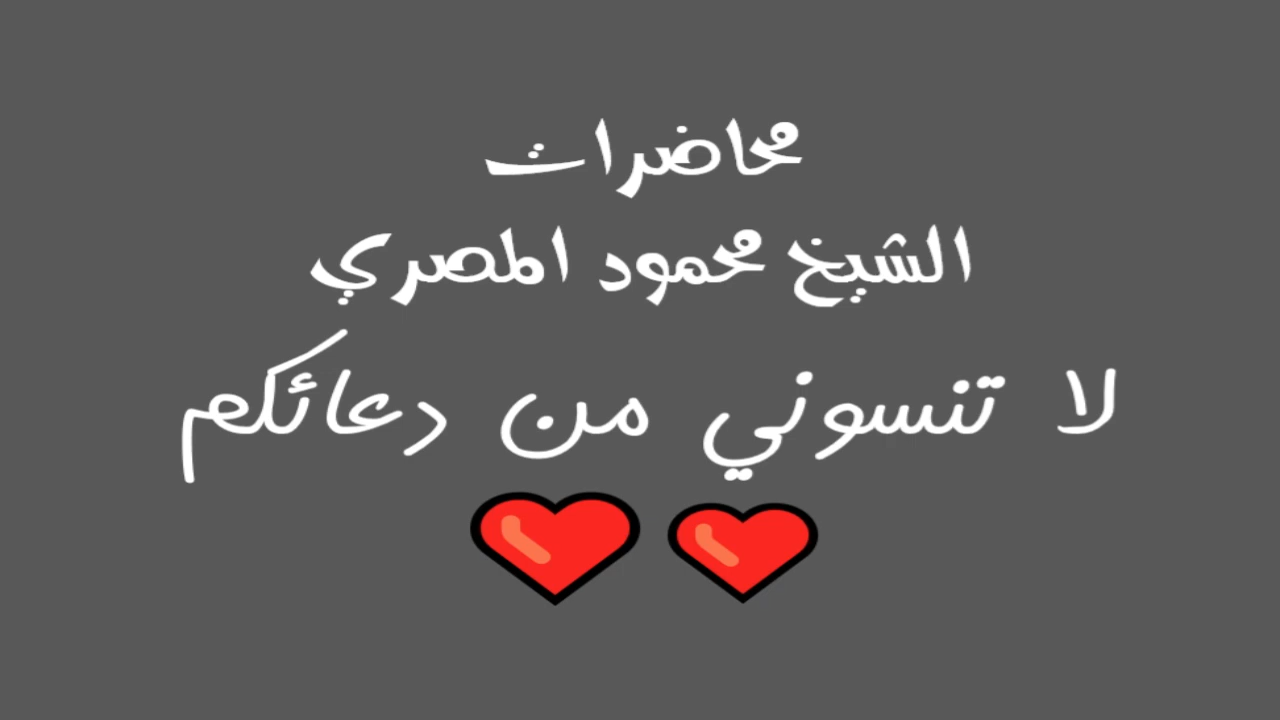 محاضرات
الشيخ محمود المصري
لا تنسوني من دعائكم